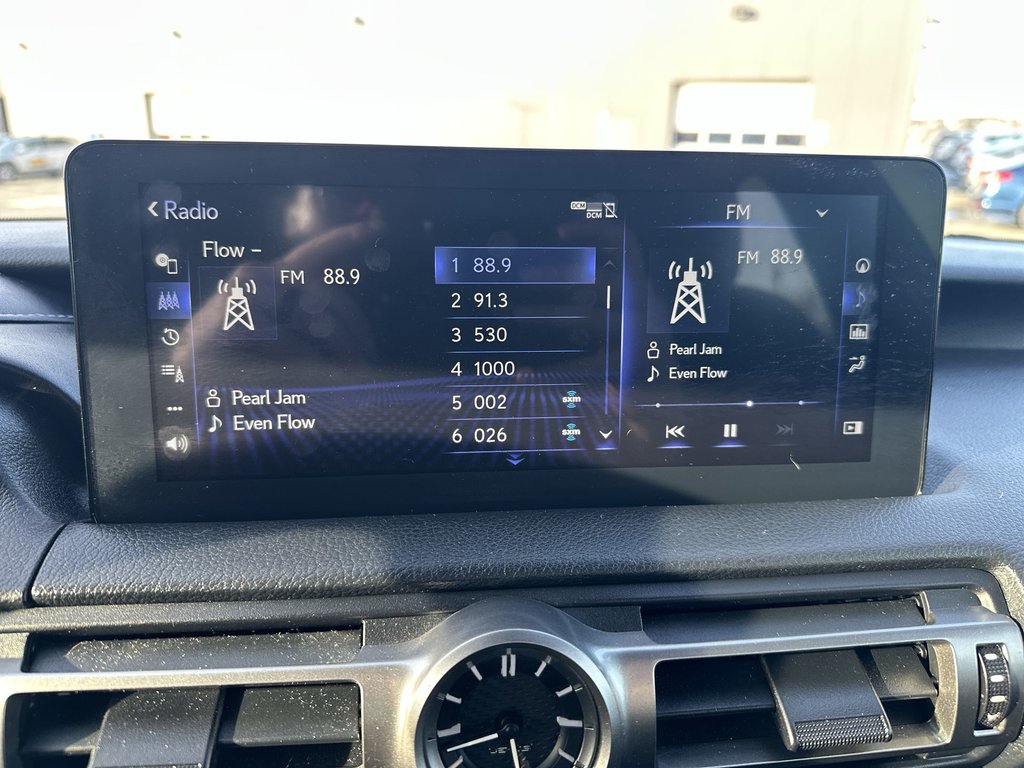 Radio
DCM
DCM
FM
Flow –
FM 88.9
1 88.9
2 91.3
3 530
4 1000
5 002 sxm
6 026 sxm
Pearl Jam
Even Flow
FM 88.9
Pearl Jam
Even Flow
LEXUS